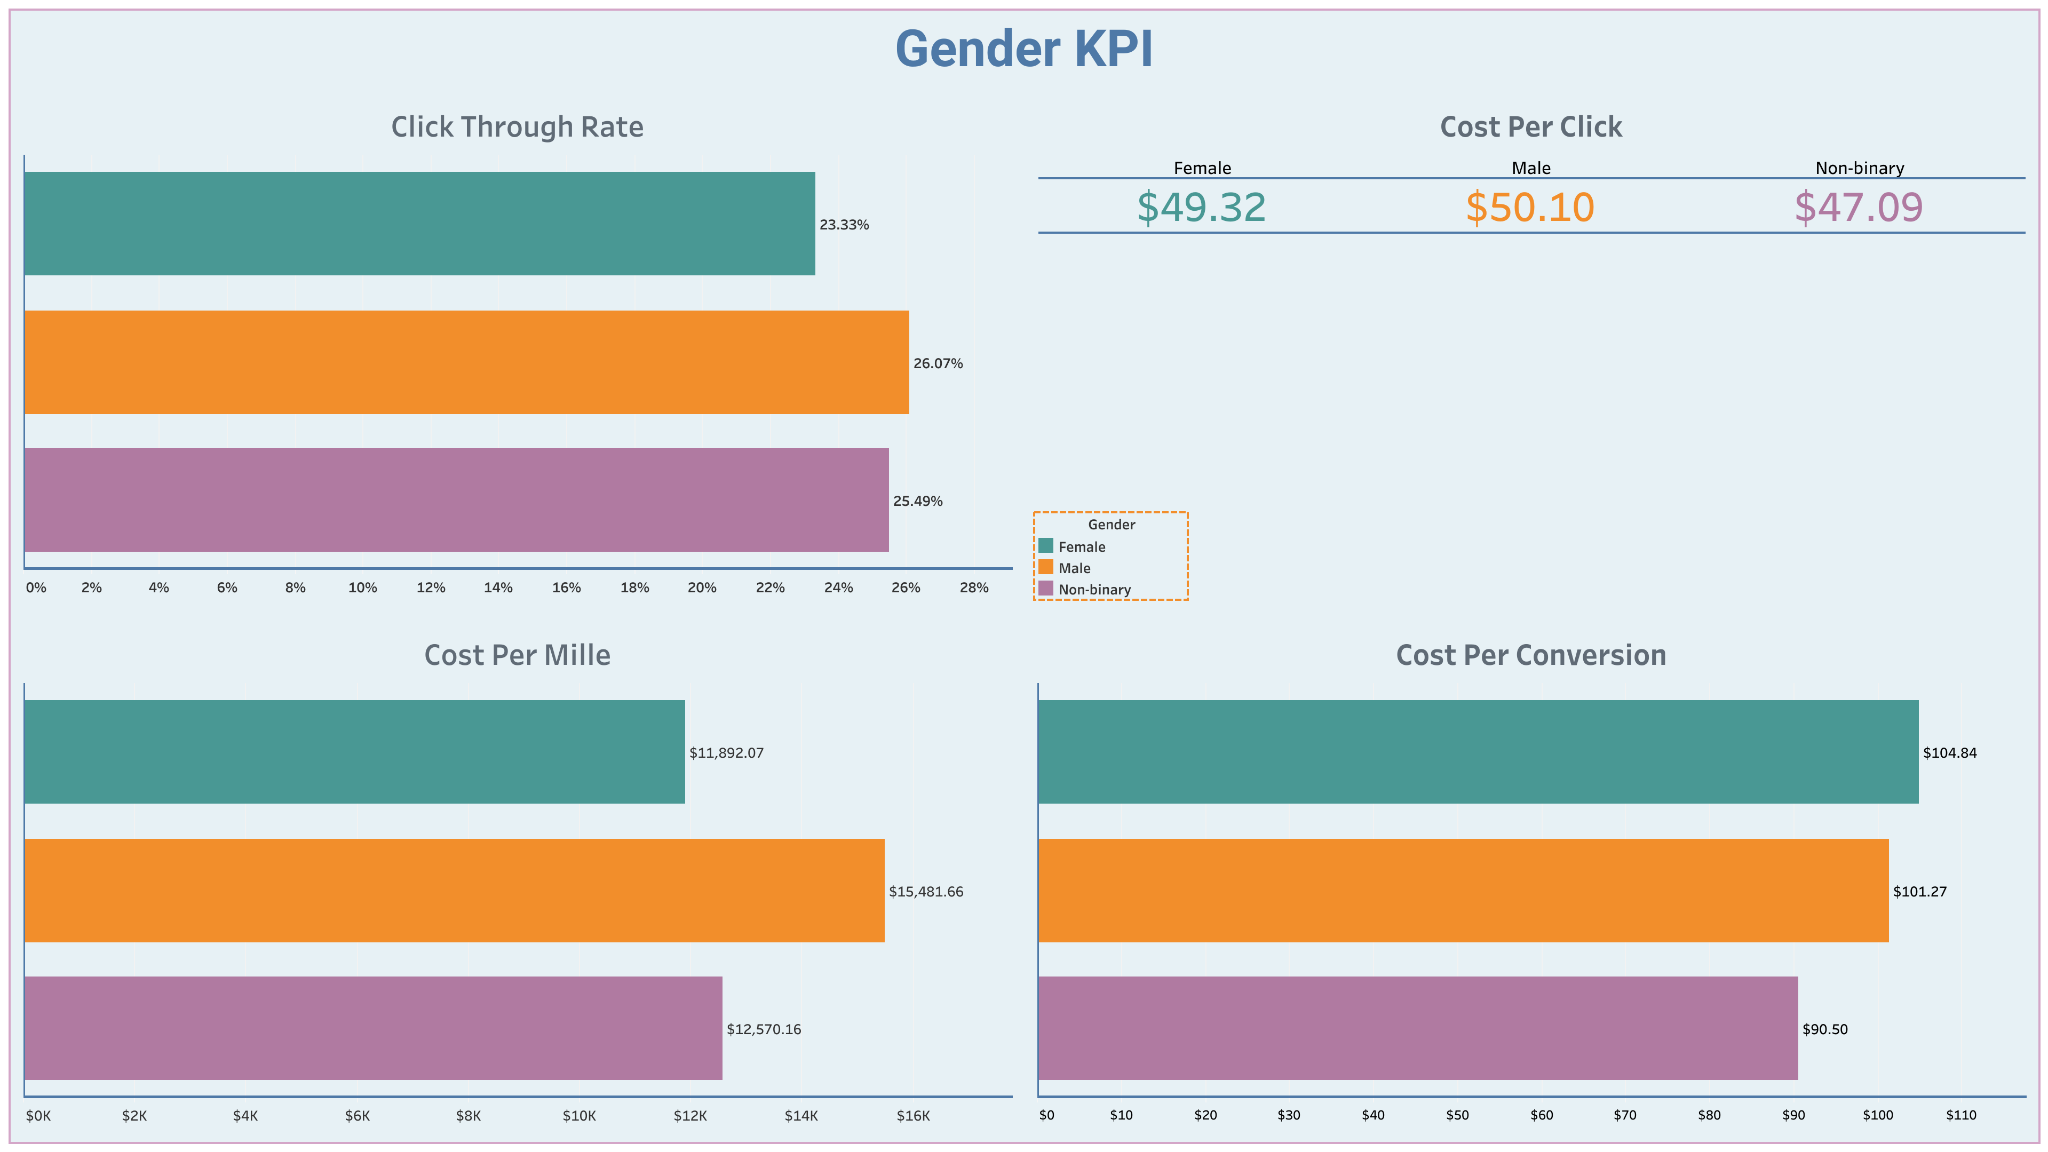 Gender KPI
Click Through Rate
23.33%
26.07%
25.49%
0% 2% 4% 6% 8% 10% 12% 14% 16% 18% 20% 22% 24% 26% 28%
Cost Per Click
Female Male Non-binary
$49.32 $50.10 $47.09
Gender
Female
Male
Non-binary
Cost Per Mille
$11,892.07
$15,481.66
$12,570.16
$0K $2K $4K $6K $8K $10K $12K $14K $16K
Cost Per Conversion
$104.84
$101.27
$90.50
$0 $10 $20 $30 $40 $50 $60 $70 $80 $90 $100 $110